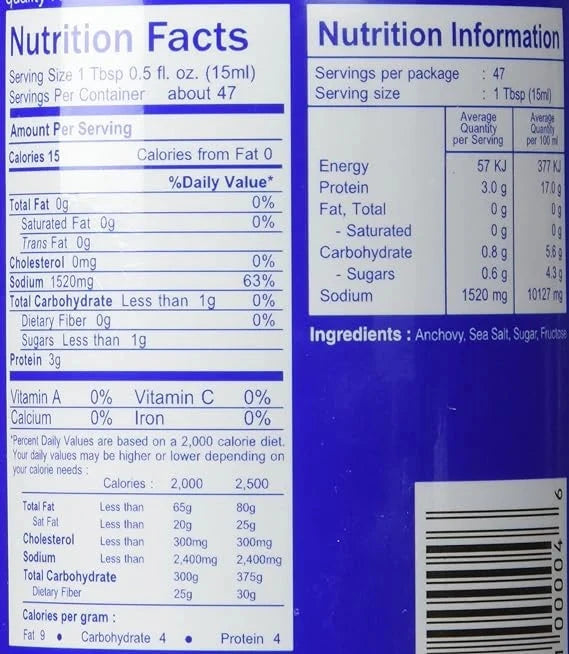 Nutrition Facts
Serving Size 1 Tbsp 0.5 fl. oz. (15ml)
Servings Per Container about 47
Amount Per Serving
Calories 15 Calories from Fat 0
%Daily Value*
Total Fat 0g 0%
Saturated Fat 0g 0%
Trans Fat 0g
Cholesterol 0mg 0%
Sodium 1520mg 63%
Total Carbohydrate Less than 1g 0%
Dietary Fiber 0g 0%
Sugars Less than 1g
Protein 3g
Vitamin A 0% Vitamin C 0%
Calcium 0% Iron 0%
*Percent Daily Values are based on a 2,000 calorie diet.
Your daily values may be higher or lower depending on
your calorie needs :
Calories : 2,000 2,500
Total Fat Less than 65g 80g
Sat Fat Less than 20g 25g
Cholesterol Less than 300mg 300mg
Sodium Less than 2,400mg 2,400mg
Total Carbohydrate 300g 375g
Dietary Fiber 25g 30g
Calories per gram :
Fat 9 • Carbohydrate 4 • Protein 4
Nutrition Information
Servings per package : 47
Serving size : 1 Tbsp (15ml)
Average Average
Quantity Quantity
per Serving per 100 ml
Energy 57 KJ 377 KJ
Protein 3.0 g 17.0 g
Fat, Total 0 g 0 g
- Saturated 0 g 0 g
Carbohydrate 0.8 g 5.6 g
- Sugars 0.6 g 4.3 g
Sodium 1520 mg 10127 mg
Ingredients : Anchovy, Sea Salt, Sugar, Fructose